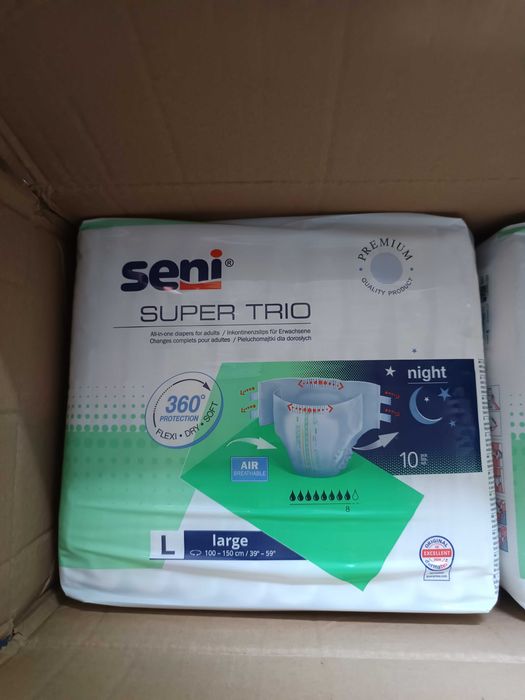 seni®
SUPER TRIO
All-in-one diapers for adults / Inkontinenzslips für Erwachsene
Changes complets pour adultes / Pieluchomajtki dla dorosłych
PREMIUM
QUALITY PRODUCT
360°
PROTECTION
FLEXI • DRY • SOFT
night
AIR
BREATHABLE
10
8
L
large
100 – 150 cm / 39" – 59"
ORIGINAL
EXCELLENT